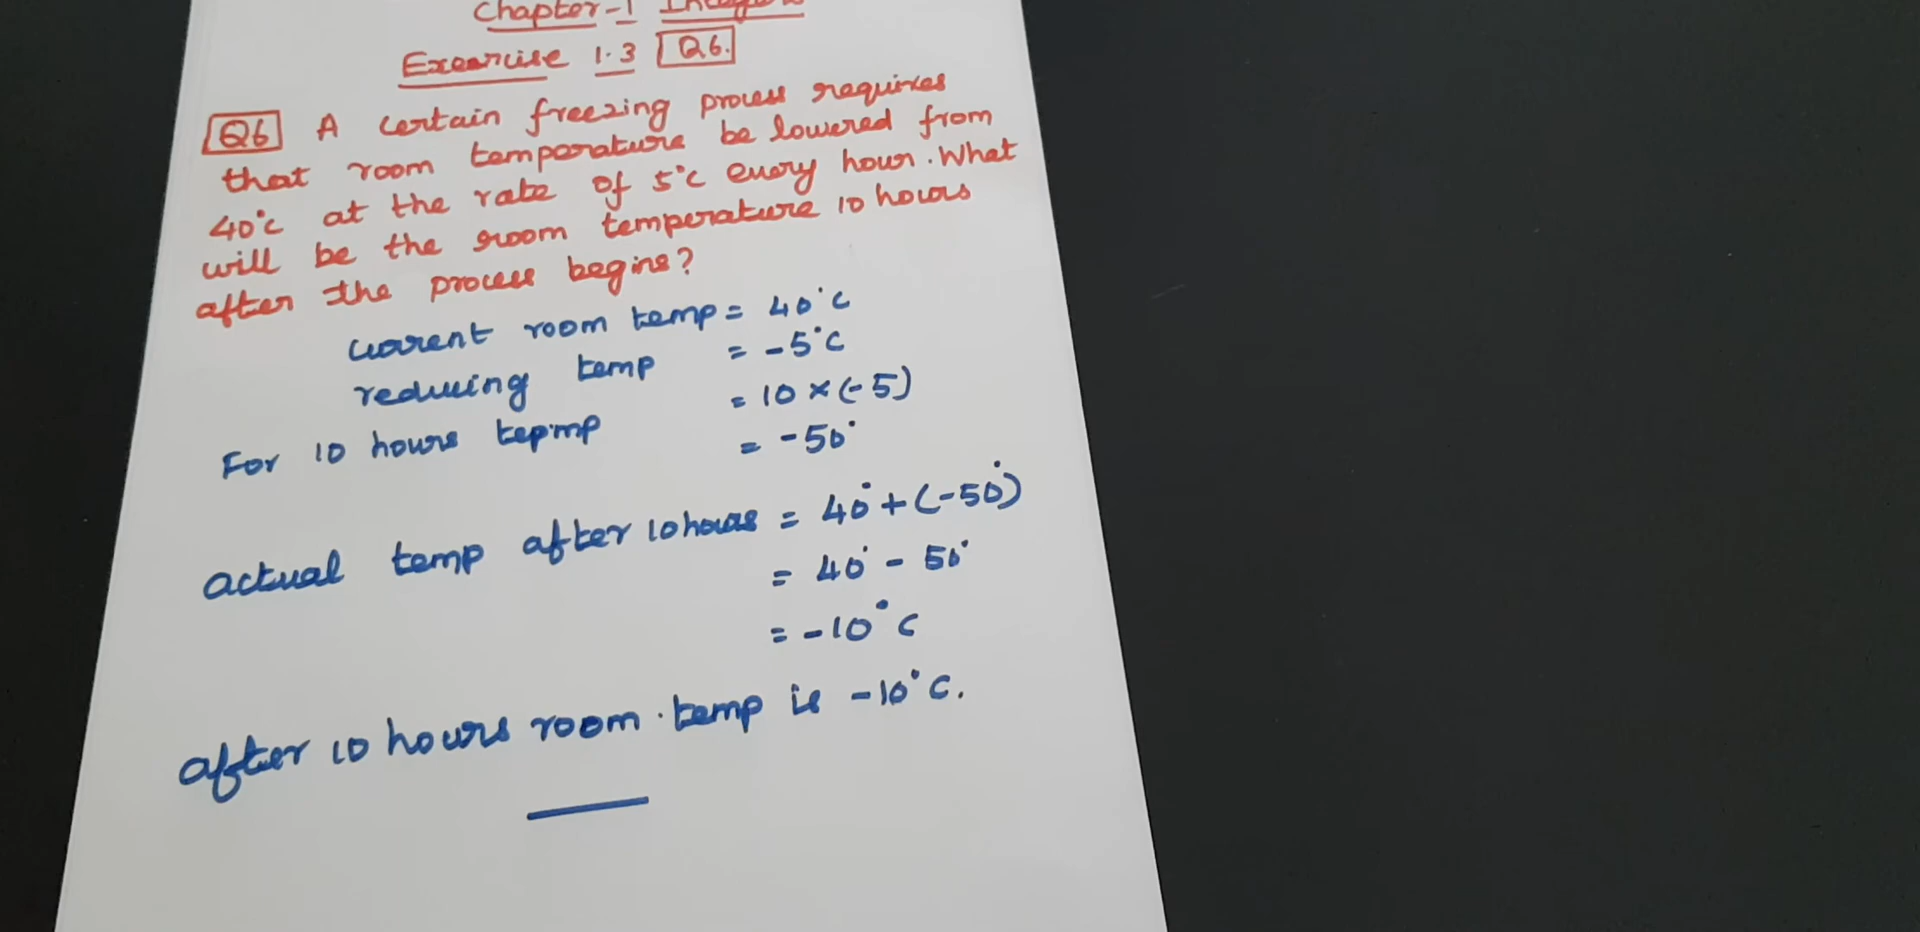 Chapter-1 Integers
Exearcise 1.3 Q6.
Q6 A certain freezing process requires
that room temperature be lowered from
40°c at the rate of 5°c every hour. What
will be the room temperature 10 hours
after the process begins?
current room temp = 40°c
reducing temp = -5°c
For 10 hours tepmp = 10 × (-5)
= -50°
actual temp after 10 hours = 40° + (-50°)
= 40° - 50°
= -10°c
after 10 hours room temp is -10°c.